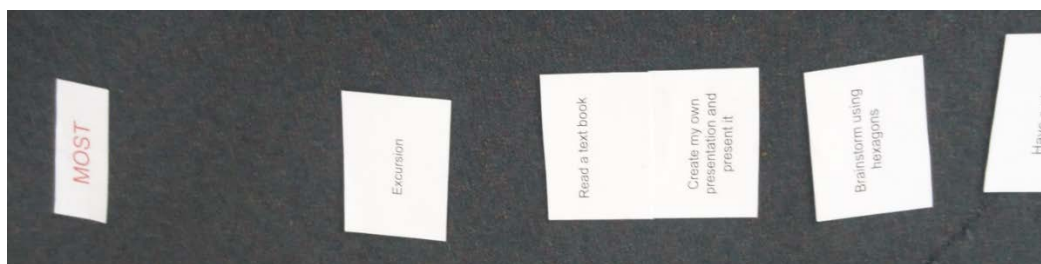 MOST
Excursion
Read a text book
Create my own
presentation and
present it
Brainstorm using
hexagons